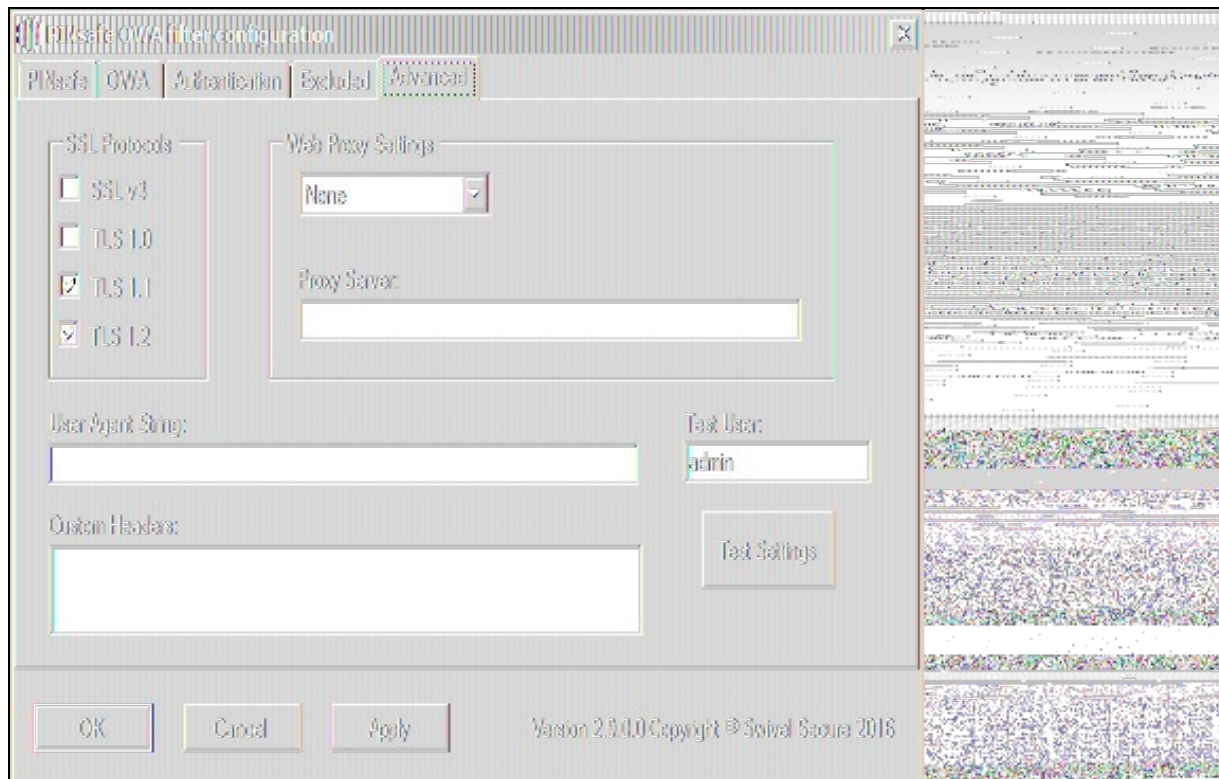 PINsafe OWA filter configuration
PINsafe OWA Authentication Excluded Advanced
SSL Protocols
Web Proxy Settings
SSL v3
None
TLS 1.0
TLS 1.1
Proxy Server:
TLS 1.2
User Agent String:
Test User:
admin
Custom Headers:
Test Settings
OK Cancel Apply
Version 2.9.0.0 Copyright © Swivel Secure 2016